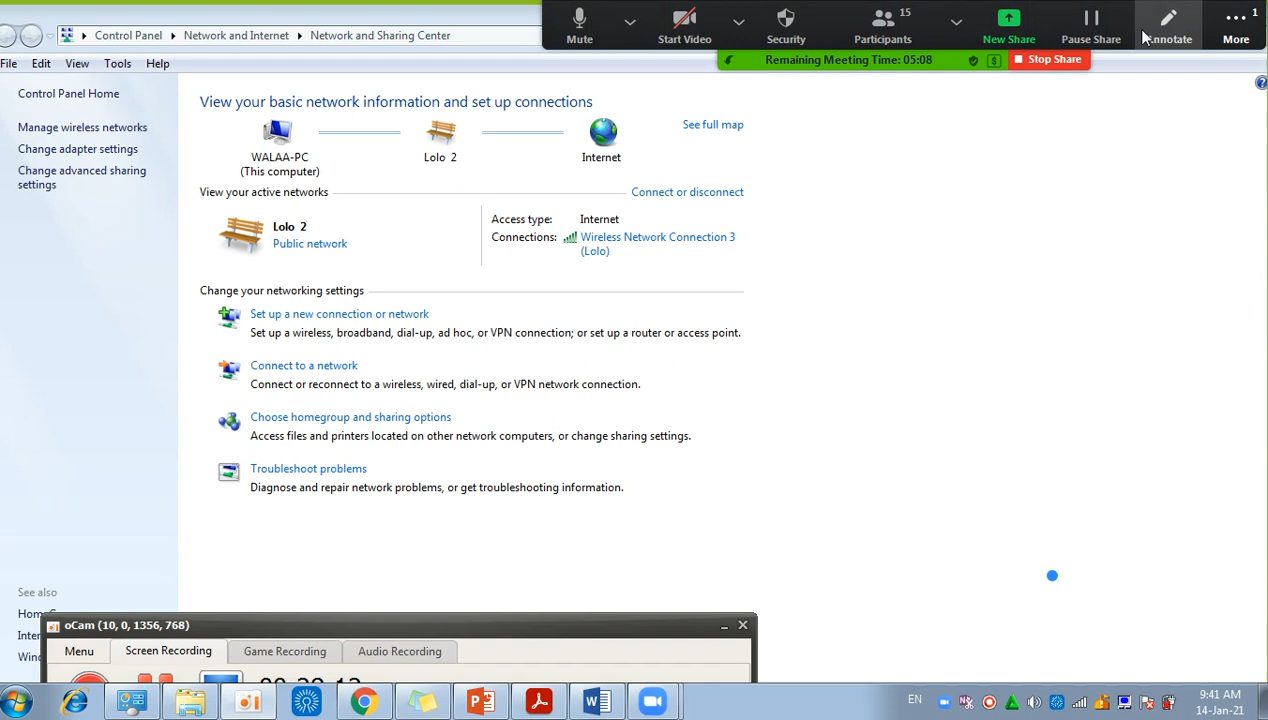 Mute
Start Video
Security
Participants
15
New Share
Pause Share
Annotate
More
1
Remaining Meeting Time: 05:08
Stop Share
Control Panel
Network and Internet
Network and Sharing Center
File
Edit
View
Tools
Help
Control Panel Home
Manage wireless networks
Change adapter settings
Change advanced sharing
settings
View your basic network information and set up connections
See full map
WALAA-PC
(This computer)
Lolo 2
Internet
View your active networks
Connect or disconnect
Lolo 2
Public network
Access type:
Internet
Connections:
Wireless Network Connection 3
(Lolo)
Change your networking settings
Set up a new connection or network
Set up a wireless, broadband, dial-up, ad hoc, or VPN connection; or set up a router or access point.
Connect to a network
Connect or reconnect to a wireless, wired, dial-up, or VPN network connection.
Choose homegroup and sharing options
Access files and printers located on other network computers, or change sharing settings.
Troubleshoot problems
Diagnose and repair network problems, or get troubleshooting information.
See also
oCam (10, 0, 1356, 768)
Menu
Screen Recording
Game Recording
Audio Recording
EN
9:41 AM
14-Jan-21